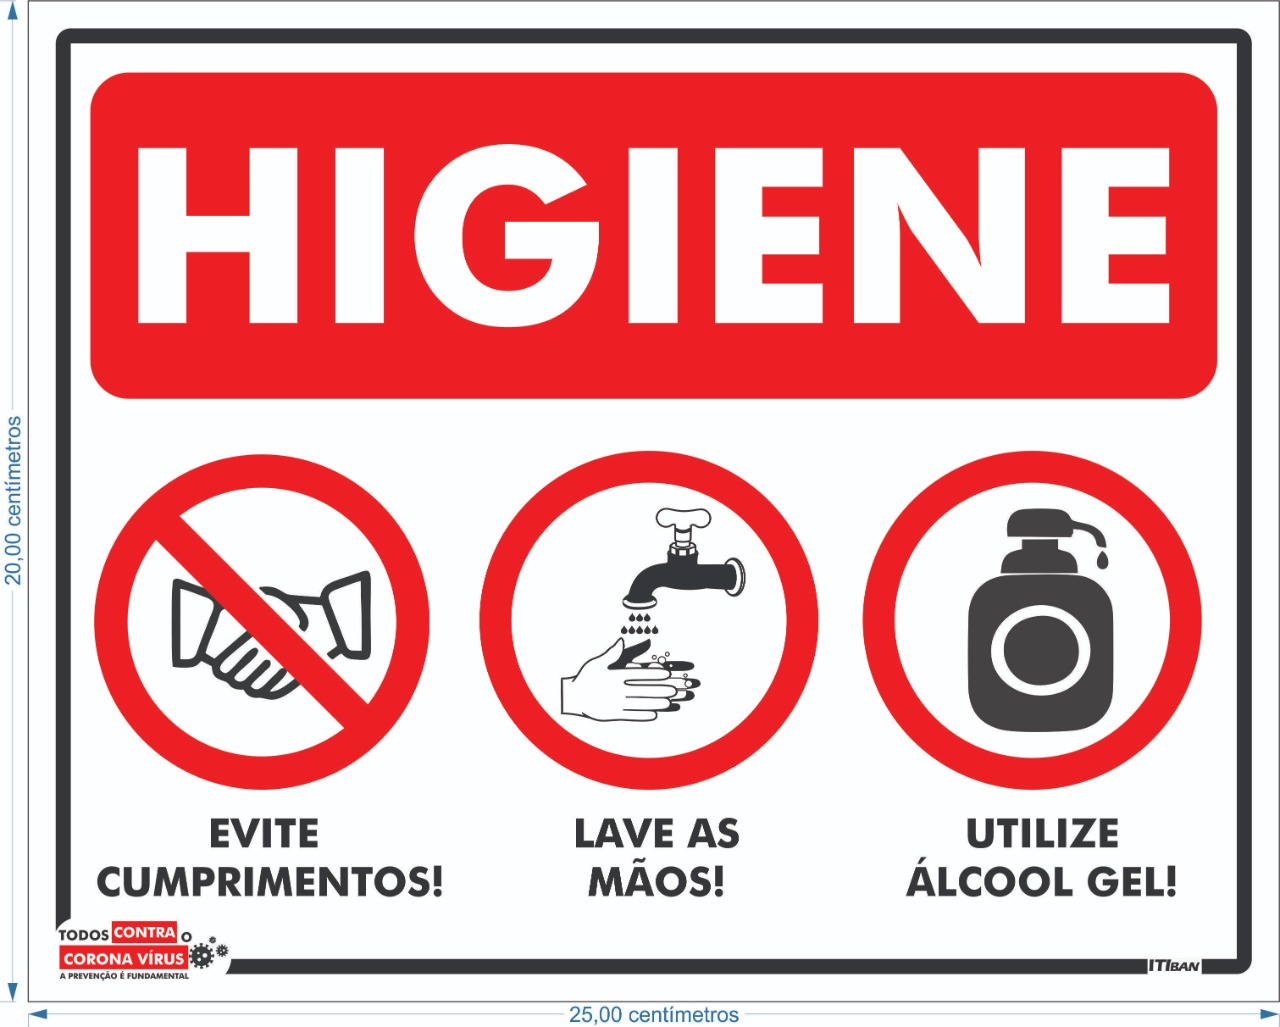 HIGIENE
EVITE
CUMPRIMENTOS!
LAVE AS
MÃOS!
UTILIZE
ÁLCOOL GEL!
TODOS CONTRA O
CORONA VÍRUS
A PREVENÇÃO É FUNDAMENTAL
ITIBAN
20,00 centímetros
25,00 centímetros